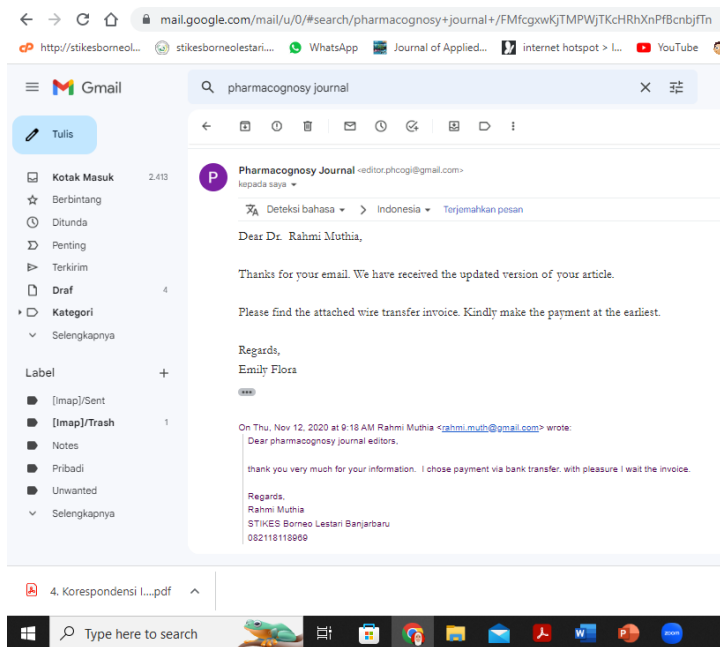 mail.google.com/mail/u/0/#search/pharmacognosy+journal+/FMfcgxwKjTMPWjTKcHRhXnPfBcnbjfTn
http://stikesborneol...
stikesborneolestari....
WhatsApp
Journal of Applied...
internet hotspot > l...
YouTube
Gmail
pharmacognosy journal
Tulis
Kotak Masuk 2.413
Berbintang
Ditunda
Penting
Terkirim
Draf 4
Kategori
Selengkapnya
Label
[Imap]/Sent
[Imap]/Trash 1
Notes
Pribadi
Unwanted
Selengkapnya
P
Pharmacognosy Journal <editor.phcogi@gmail.com>
kepada saya
Deteksi bahasa > Indonesia Terjemahkan pesan
Dear Dr. Rahmi Muthia,
Thanks for your email. We have received the updated version of your article.
Please find the attached wire transfer invoice. Kindly make the payment at the earliest.
Regards,
Emily Flora
On Thu, Nov 12, 2020 at 9:18 AM Rahmi Muthia <rahmi.muth@gmail.com> wrote:
Dear pharmacognosy journal editors,
thank you very much for your information. I chose payment via bank transfer. with pleasure I wait the invoice.
Regards,
Rahmi Muthia
STIKES Borneo Lestari Banjarbaru
082118118969
4. Korespondensi I....pdf
Type here to search
zoom